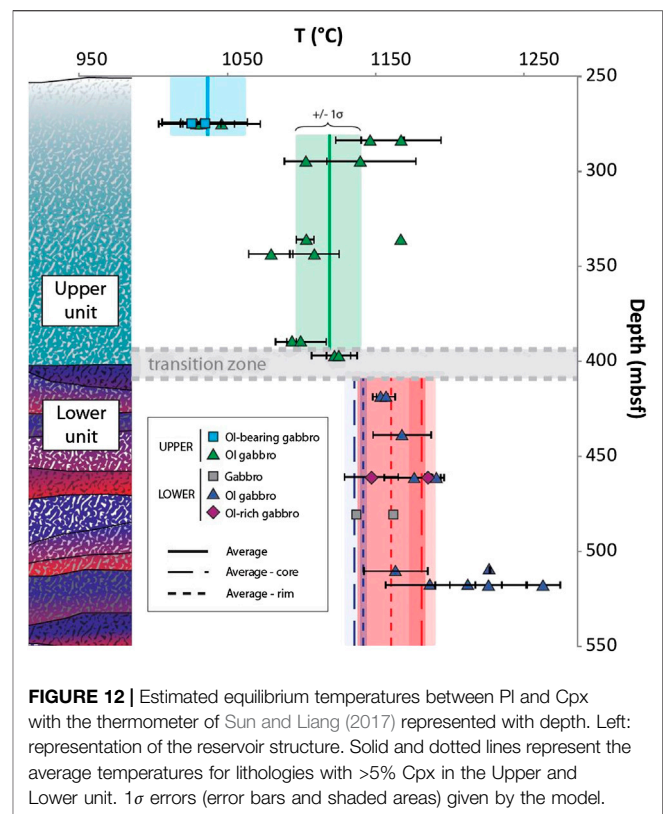 T (°C)
950 1050 1150 1250
250
+/- 1σ
300
350
Upper
unit
Depth (mbsf)
transition zone
400
Lower
unit
450
UPPER
Ol-bearing gabbro
Ol gabbro
LOWER
Gabbro
Ol gabbro
Ol-rich gabbro
Average
Average - core
Average - rim
500
550
FIGURE 12 | Estimated equilibrium temperatures between Pl and Cpx
with the thermometer of Sun and Liang (2017) represented with depth. Left:
representation of the reservoir structure. Solid and dotted lines represent the
average temperatures for lithologies with >5% Cpx in the Upper and
Lower unit. 1σ errors (error bars and shaded areas) given by the model.